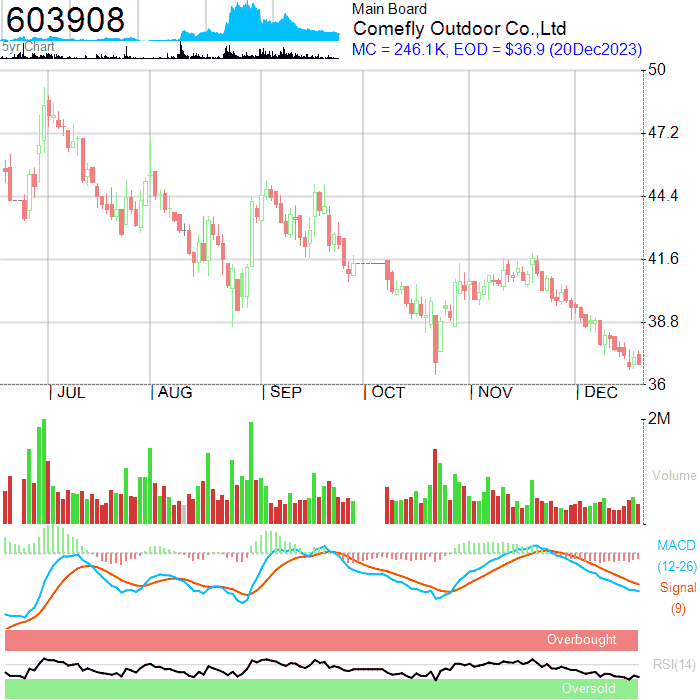 603908
5yr Chart
Main Board
Comefly Outdoor Co.,Ltd
MC = 246.1K, EOD = $36.9 (20Dec2023)
50
47.2
44.4
41.6
38.8
36
JUL AUG SEP OCT NOV DEC
2M
Volume
MACD
(12-26)
Signal
(9)
Overbought
RSI(14)
Oversold